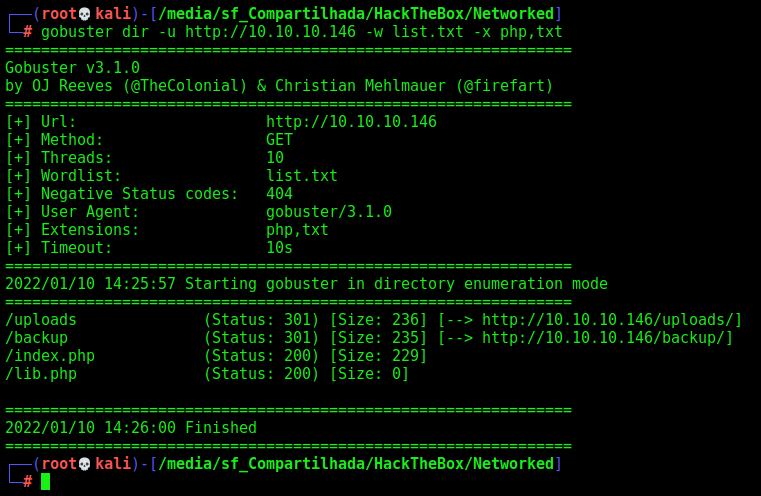 ┌──(root💀kali)-[/media/sf_Compartilhada/HackTheBox/Networked]
└─# gobuster dir -u http://10.10.10.146 -w list.txt -x php,txt
===============================================================
Gobuster v3.1.0
by OJ Reeves (@TheColonial) & Christian Mehlmauer (@firefart)
===============================================================
[+] Url:                     http://10.10.10.146
[+] Method:                  GET
[+] Threads:                 10
[+] Wordlist:                list.txt
[+] Negative Status codes:   404
[+] User Agent:              gobuster/3.1.0
[+] Extensions:              php,txt
[+] Timeout:                 10s
===============================================================
2022/01/10 14:25:57 Starting gobuster in directory enumeration mode
===============================================================
/uploads              (Status: 301) [Size: 236] [--> http://10.10.10.146/uploads/]
/backup               (Status: 301) [Size: 235] [--> http://10.10.10.146/backup/]
/index.php            (Status: 200) [Size: 229]
/lib.php              (Status: 200) [Size: 0]
===============================================================
2022/01/10 14:26:00 Finished
===============================================================
┌──(root💀kali)-[/media/sf_Compartilhada/HackTheBox/Networked]
└─#